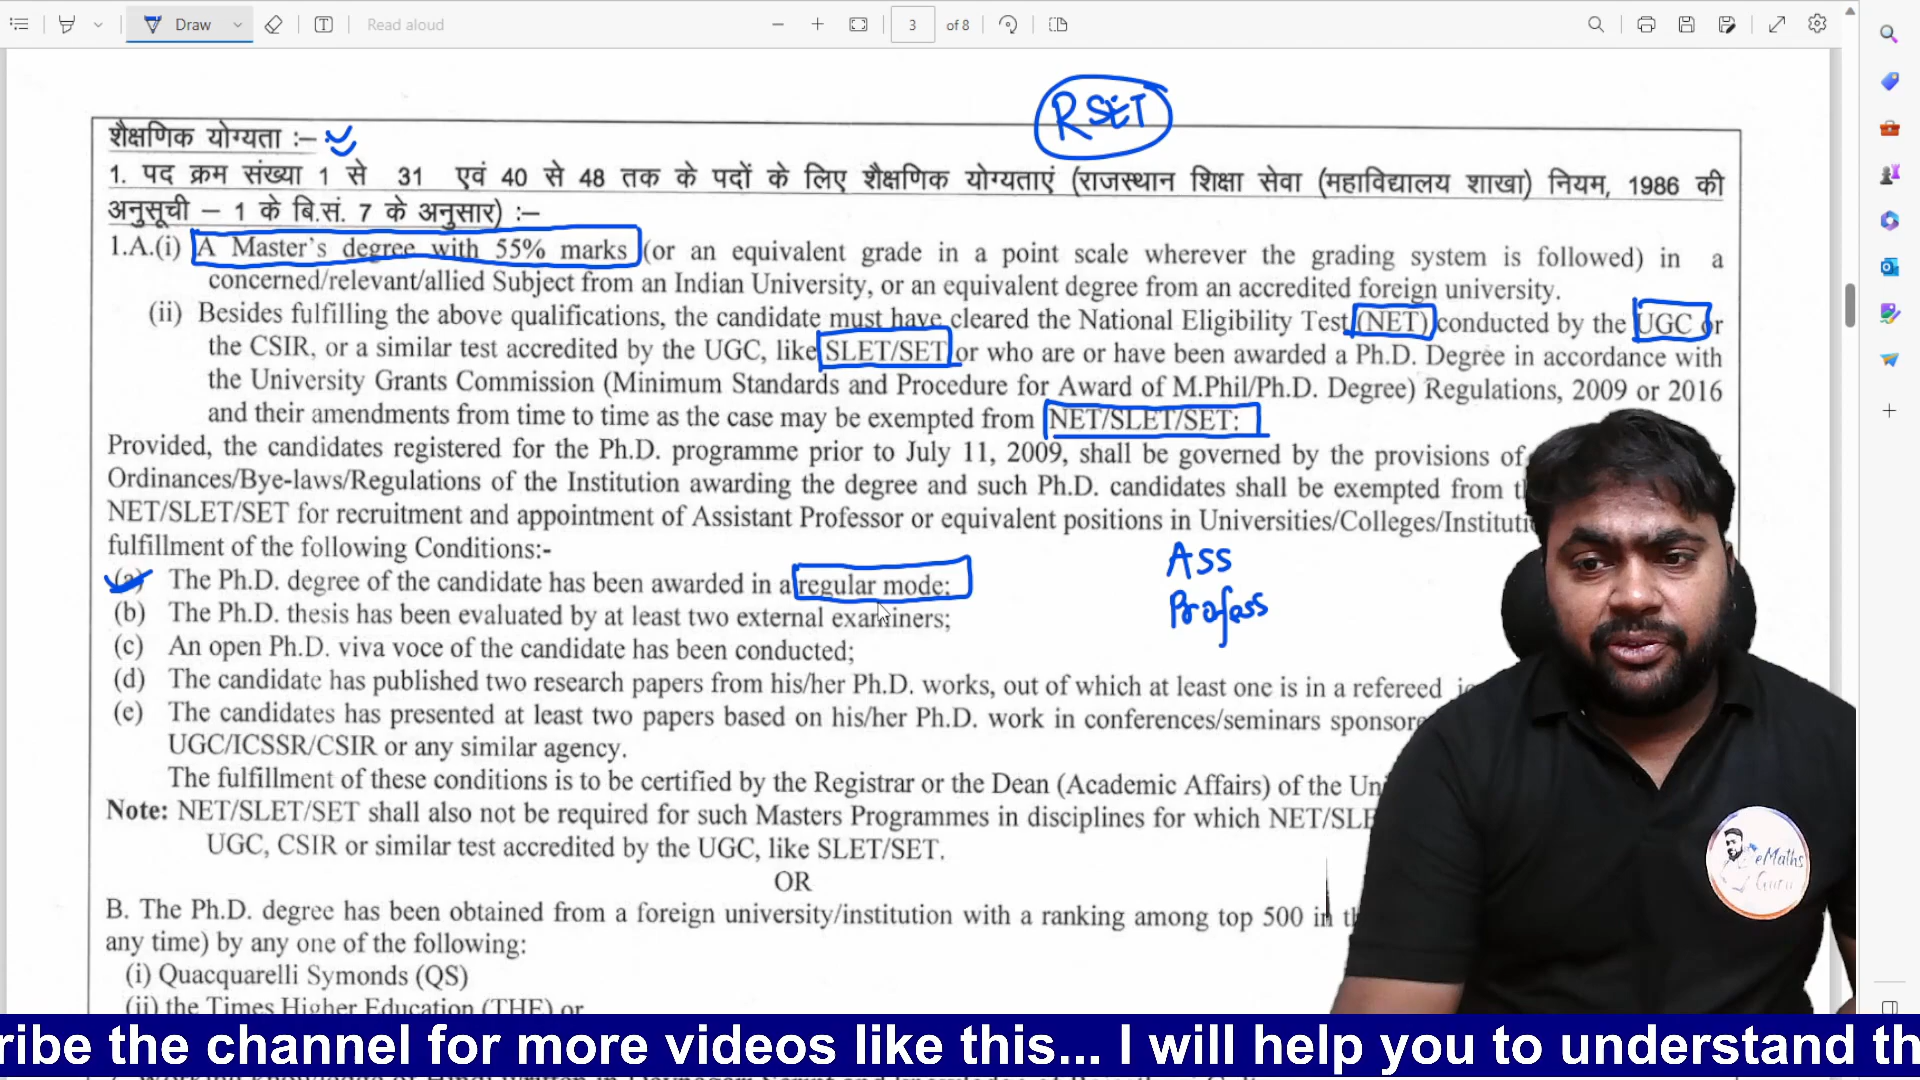 Draw
Read aloud
3 of 8
RSET
शैक्षणिक योग्यता :–
1. पद क्रम संख्या 1 से 31 एवं 40 से 48 तक के पदों के लिए शैक्षणिक योग्यताएं (राजस्थान शिक्षा सेवा (महाविद्यालय शाखा) नियम, 1986 की
अनुसूची – 1 के बि.सं. 7 के अनुसार) :–
1.A.(i) A Master's degree with 55% marks (or an equivalent grade in a point scale wherever the grading system is followed) in a
concerned/relevant/allied Subject from an Indian University, or an equivalent degree from an accredited foreign university.
(ii) Besides fulfilling the above qualifications, the candidate must have cleared the National Eligibility Test (NET) conducted by the UGC or
the CSIR, or a similar test accredited by the UGC, like SLET/SET or who are or have been awarded a Ph.D. Degree in accordance with
the University Grants Commission (Minimum Standards and Procedure for Award of M.Phil/Ph.D. Degree) Regulations, 2009 or 2016
and their amendments from time to time as the case may be exempted from NET/SLET/SET:
Provided, the candidates registered for the Ph.D. programme prior to July 11, 2009, shall be governed by the provisions of
Ordinances/Bye-laws/Regulations of the Institution awarding the degree and such Ph.D. candidates shall be exempted from
NET/SLET/SET for recruitment and appointment of Assistant Professor or equivalent positions in Universities/Colleges/Instituti
fulfillment of the following Conditions:-
(a) The Ph.D. degree of the candidate has been awarded in a regular mode;
Ass
(b) The Ph.D. thesis has been evaluated by at least two external examiners;
Profess
(c) An open Ph.D. viva voce of the candidate has been conducted;
(d) The candidate has published two research papers from his/her Ph.D. works, out of which at least one is in a refereed
(e) The candidates has presented at least two papers based on his/her Ph.D. work in conferences/seminars sponsore
UGC/ICSSR/CSIR or any similar agency.
The fulfillment of these conditions is to be certified by the Registrar or the Dean (Academic Affairs) of the Un
Note: NET/SLET/SET shall also not be required for such Masters Programmes in disciplines for which NET/SLE
UGC, CSIR or similar test accredited by the UGC, like SLET/SET.
OR
B. The Ph.D. degree has been obtained from a foreign university/institution with a ranking among top 500 in
any time) by any one of the following:
(i) Quacquarelli Symonds (QS)
(ii) the Times Higher Education (THE) or
eMaths
Guru
ribe the channel for more videos like this... I will help you to understand th